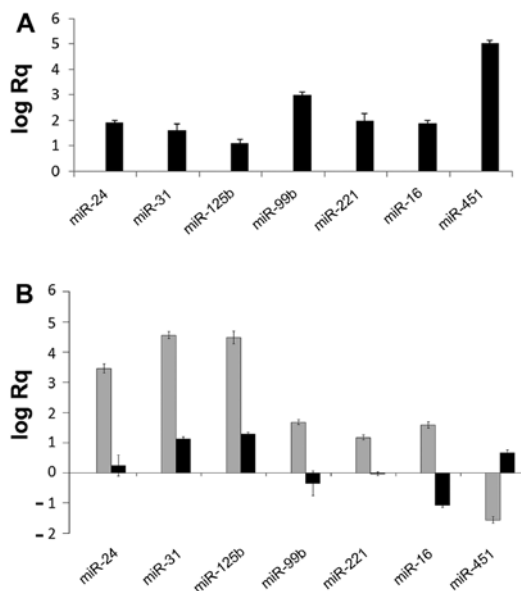 A
log Rq
6
5
4
3
2
1
0
miR-24
miR-31
miR-125b
miR-99b
miR-221
miR-16
miR-451
B
log Rq
6
5
4
3
2
1
0
– 1
– 2
miR-24
miR-31
miR-125b
miR-99b
miR-221
miR-16
miR-451